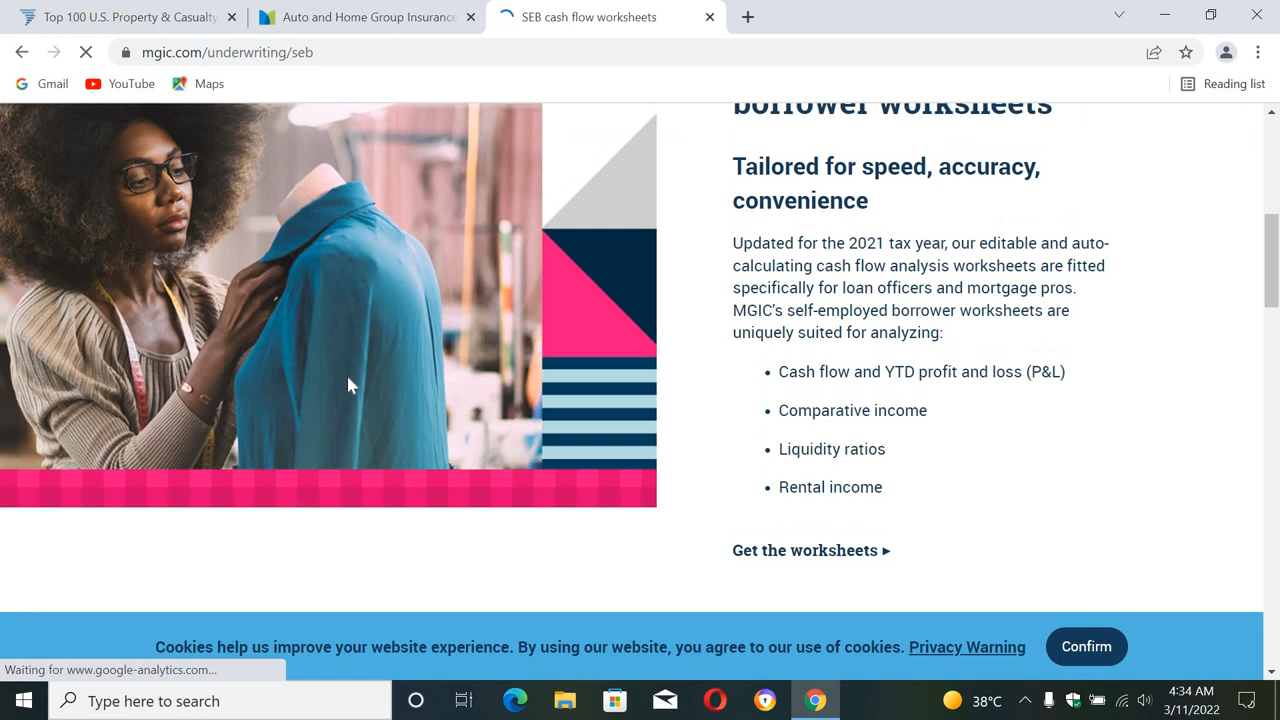 Top 100 U.S. Property & Casualty
Auto and Home Group Insurance
SEB cash flow worksheets
mgic.com/underwriting/seb
Gmail
YouTube
Maps
Reading list
borrower worksheets
Tailored for speed, accuracy,
convenience
Updated for the 2021 tax year, our editable and auto-
calculating cash flow analysis worksheets are fitted
specifically for loan officers and mortgage pros.
MGIC's self-employed borrower worksheets are
uniquely suited for analyzing:
• Cash flow and YTD profit and loss (P&L)
• Comparative income
• Liquidity ratios
• Rental income
Get the worksheets ▸
Cookies help us improve your website experience. By using our website, you agree to our use of cookies. Privacy Warning
Confirm
Waiting for www.google-analytics.com...
Type here to search
38°C
4:34 AM
3/11/2022